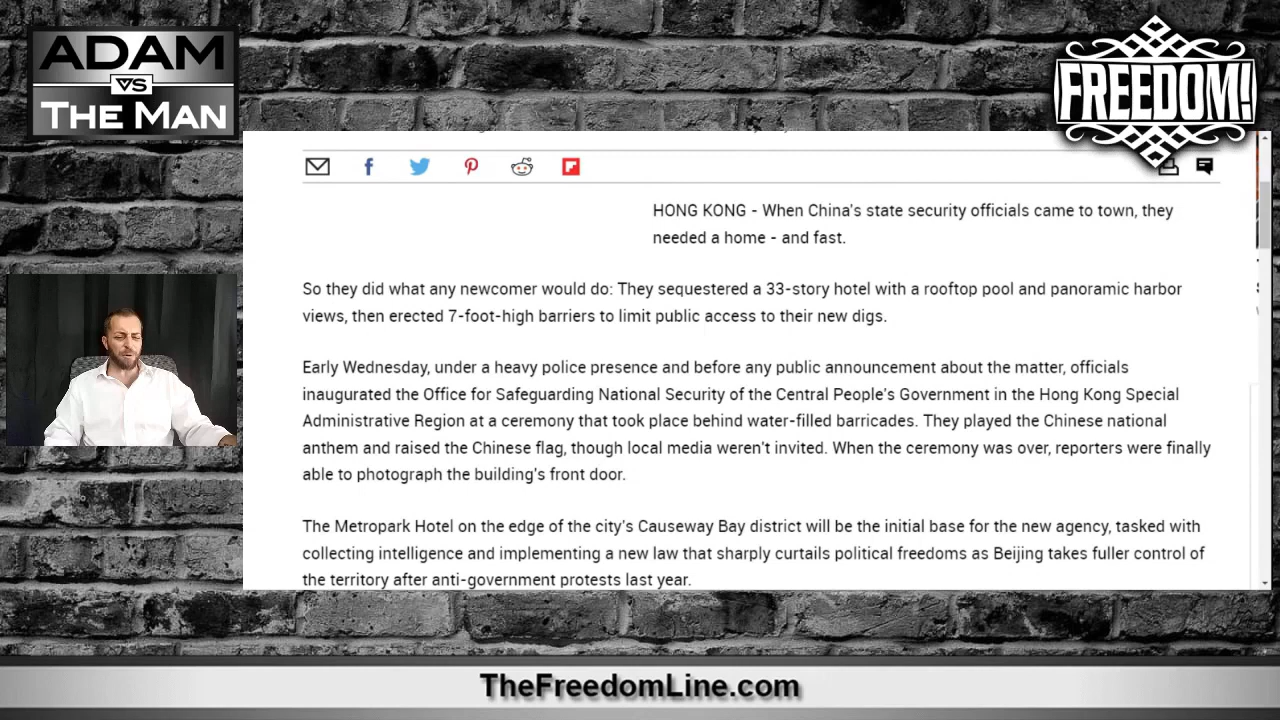 ADAM
VS
THE MAN
FREEDOM!
HONG KONG - When China's state security officials came to town, they
needed a home - and fast.
So they did what any newcomer would do: They sequestered a 33-story hotel with a rooftop pool and panoramic harbor
views, then erected 7-foot-high barriers to limit public access to their new digs.
Early Wednesday, under a heavy police presence and before any public announcement about the matter, officials
inaugurated the Office for Safeguarding National Security of the Central People's Government in the Hong Kong Special
Administrative Region at a ceremony that took place behind water-filled barricades. They played the Chinese national
anthem and raised the Chinese flag, though local media weren't invited. When the ceremony was over, reporters were finally
able to photograph the building's front door.
The Metropark Hotel on the edge of the city's Causeway Bay district will be the initial base for the new agency, tasked with
collecting intelligence and implementing a new law that sharply curtails political freedoms as Beijing takes fuller control of
the territory after anti-government protests last year.
TheFreedomLine.com